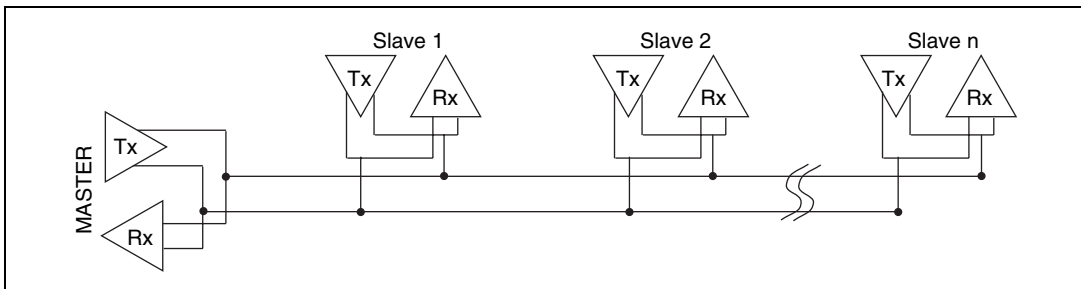 Slave 1
Slave 2
Slave n
Tx
Rx
Tx
Rx
Tx
Rx
MASTER
Tx
Rx